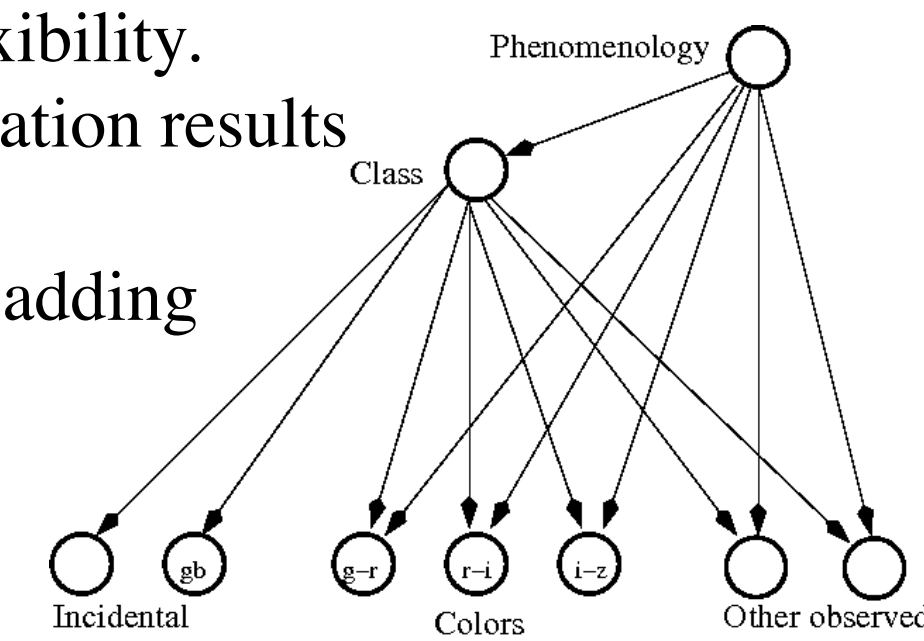 xibility.
ation results
adding
Phenomenology
Class
gb
g–r
r–i
i–z
Incidental
Colors
Other observed